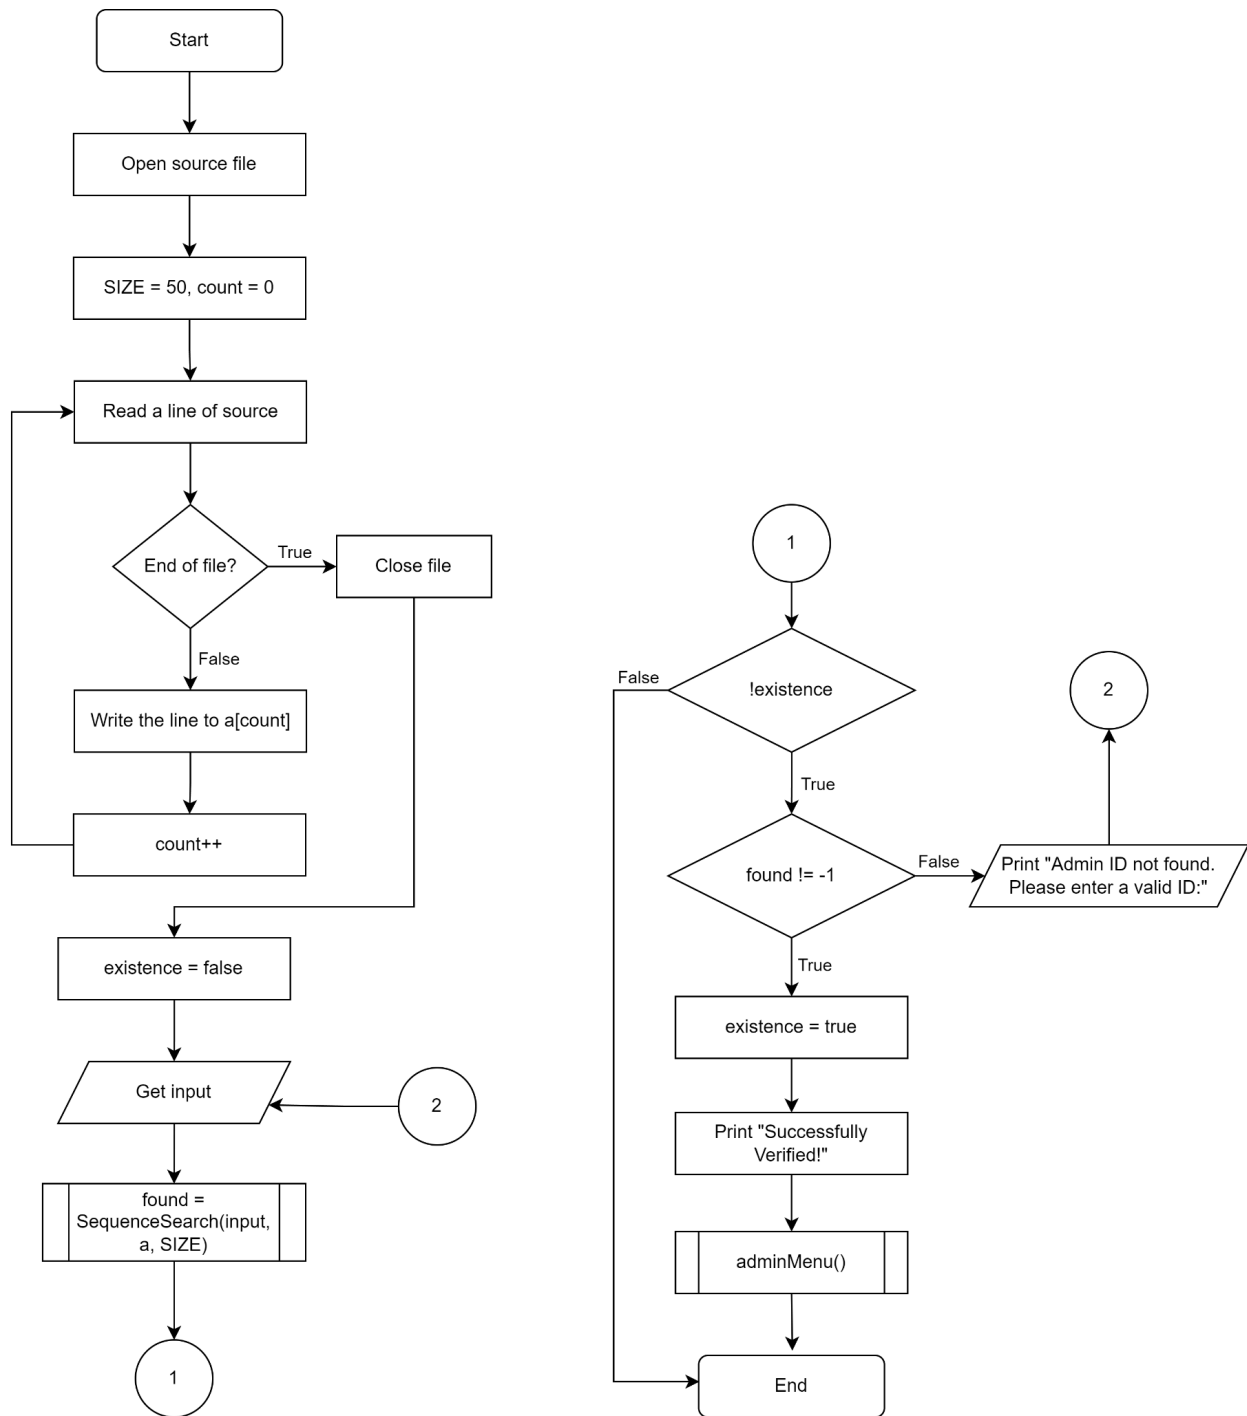 Start
Open source file
SIZE = 50, count = 0
Read a line of source
End of file?
True
Close file
False
Write the line to a[count]
count++
existence = false
Get input
2
found =
SequenceSearch(input,
a, SIZE)
1
1
!existence
False
True
found != -1
False
Print "Admin ID not found.
Please enter a valid ID:"
2
True
existence = true
Print "Successfully
Verified!"
adminMenu()
End